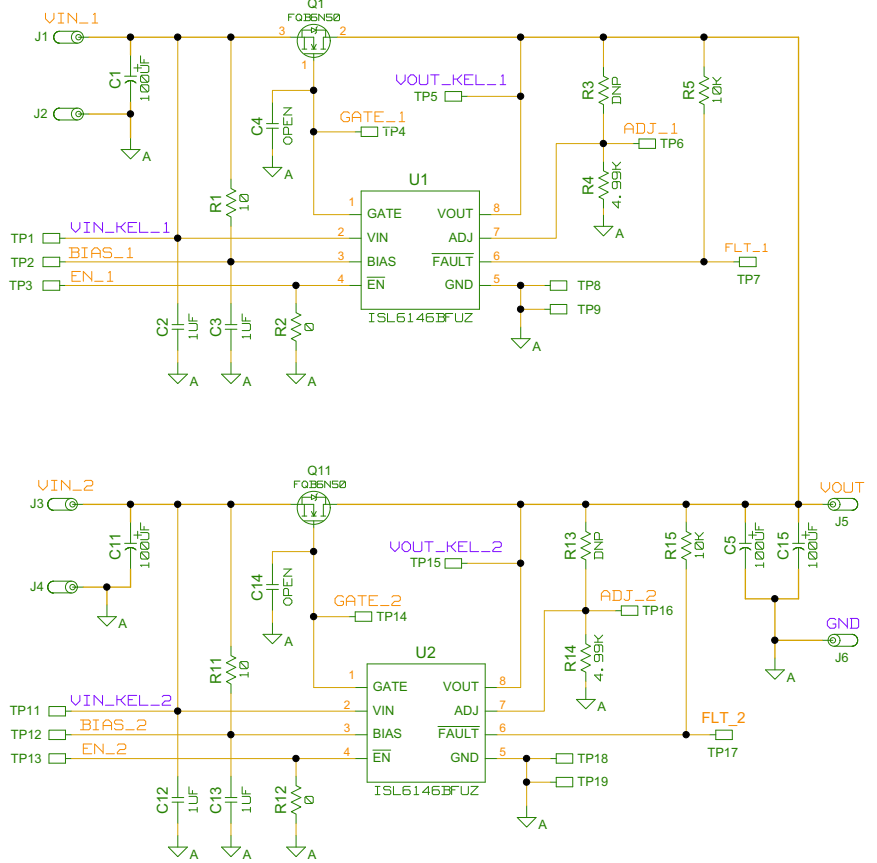 VIN_1
Q1
FQB6N50
J1
3
2
1
C1
+
100UF
J2
A
C4
OPEN
A
GATE_1
TP4
VOUT_KEL_1
TP5
R3
DNP
R5
10K
ADJ_1
TP6
R4
4.99K
A
R1
10
U1
1 GATE VOUT 8
TP1 VIN_KEL_1 2 VIN ADJ 7
TP2 BIAS_1 3 BIAS FAULT 6 FLT_1
TP7
TP3 EN_1 4 EN GND 5 TP8
TP9
A
ISL6146BFUZ
C2
1UF
C3
1UF
R2
0
A
A
A
VIN_2
Q11
FQB6N50
J3
C11
+
100UF
J4
A
C14
OPEN
A
GATE_2
TP14
VOUT_KEL_2
TP15
R13
DNP
R15
10K
C5
+
100UF
C15
+
100UF
VOUT
J5
ADJ_2
TP16
R14
4.99K
A
GND
J6
A
R11
10
U2
1 GATE VOUT 8
TP11 VIN_KEL_2 2 VIN ADJ 7
TP12 BIAS_2 3 BIAS FAULT 6 FLT_2
TP17
TP13 EN_2 4 EN GND 5 TP18
TP19
A
ISL6146BFUZ
C12
1UF
C13
1UF
R12
0
A
A
A